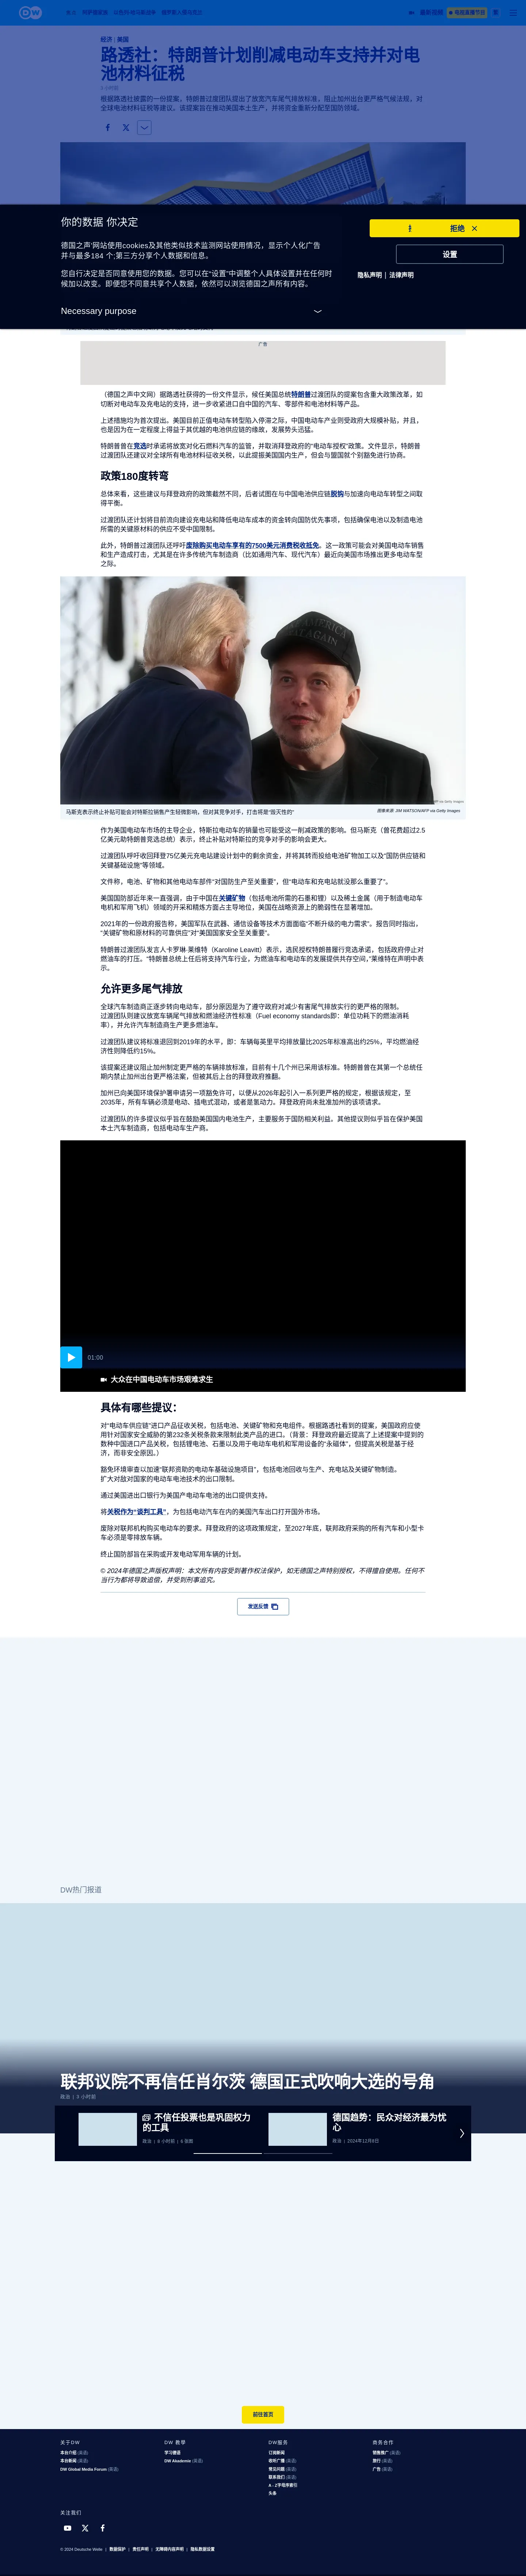 DW
最新视频
电视直播节目
经济 | 美国
路透社：特朗普计划削减电动车支持并对电池材料征税
3 小时前
根据路透社披露的一份提案，特朗普过渡团队提出了放宽汽车尾气排放标准，阻止加州出台更严格气候法规，对全球电池材料征税等建议。该提案旨在推动美国本土生产，并将资金重新分配至国防领域。
你的数据 你决定
德国之声'网站使用cookies及其他类似技术监测网站使用情况，显示个人化广告并与最多184 个;第三方分享个人数据和信息。
您自行决定是否同意使用您的数据。您可以在"设置"中调整个人具体设置并在任何时候加以改变。即便您不同意共享个人数据，依然可以浏览德国之声所有内容。
Necessary purpose
拒绝
设置
隐私声明 | 法律声明
广告
（德国之声中文网）据路透社获得的一份文件显示，候任美国总统特朗普过渡团队的提案包含重大政策改革，如切断对电动车及充电站的支持，进一步收紧进口自中国的汽车、零部件和电池材料等产品。
上述措施均为首次提出。美国目前正值电动车转型陷入停滞之际，中国电动车产业则受政府大规模补贴，并且，也是因为在一定程度上得益于其优越的电池供应链的缘故，发展势头迅猛。
特朗普曾在竞选时承诺将放宽对化石燃料汽车的监管，并取消拜登政府的"电动车授权"政策。文件显示，特朗普过渡团队还建议对全球所有电池材料征收关税，以此提振美国国内生产，但会与盟国就个别豁免进行协商。
政策180度转弯
总体来看，这些建议与拜登政府的政策截然不同，后者试图在与中国电池供应链脱钩与加速向电动车转型之间取得平衡。
过渡团队还计划将目前流向建设充电站和降低电动车成本的资金转向国防优先事项，包括确保电池以及制造电池所需的关键原材料的供应不受中国限制。
此外，特朗普过渡团队还呼吁废除购买电动车享有的7500美元消费税收抵免。这一政策可能会对美国电动车销售和生产造成打击，尤其是在许多传统汽车制造商（比如通用汽车、现代汽车）最近向美国市场推出更多电动车型之际。
马斯克表示终止补贴可能会对特斯拉销售产生轻微影响，但对其竞争对手，打击将是"毁灭性的"
图像来源: JIM WATSON/APP via Getty Images
作为美国电动车市场的主导企业，特斯拉电动车的销量也可能受这一削减政策的影响。但马斯克（曾花费超过2.5亿美元助特朗普竞选总统）表示，终止补贴对特斯拉的竞争对手的影响会更大。
过渡团队呼吁收回拜登75亿美元充电站建设计划中的剩余资金，并将其转而投给电池矿物加工以及"国防供应链和关键基础设施"等领域。
文件称，电池、矿物和其他电动车部件"对国防生产至关重要"，但"电动车和充电站就没那么重要了"。
美国国防部近年来一直强调，由于中国在关键矿物（包括电池所需的石墨和锂）以及稀土金属（用于制造电动车电机和军用飞机）领域的开采和精炼方面占主导地位，美国在战略资源上的脆弱性在显著增加。
2021年的一份政府报告称，美国军队在武器、通信设备等技术方面面临"不断升级的电力需求"。报告同时指出，"关键矿物和原材料的可靠供应"对"美国国家安全至关重要"。
特朗普过渡团队发言人卡罗琳·莱维特（Karoline Leavitt）表示，选民授权特朗普履行竞选承诺，包括政府停止对燃油车的打压。"特朗普总统上任后将支持汽车行业，为燃油车和电动车的发展提供共存空间，"莱维特在声明中表示。
允许更多尾气排放
全球汽车制造商正逐步转向电动车，部分原因是为了遵守政府对减少有害尾气排放实行的更严格的限制。
过渡团队则建议放宽车辆尾气排放和燃油经济性标准（Fuel economy standards即：单位功耗下的燃油消耗率），并允许汽车制造商生产更多燃油车。
过渡团队建议将标准退回到2019年的水平，即：车辆每英里平均排放量比2025年标准高出约25%，平均燃油经济性则降低约15%。
该提案还建议阻止加州制定更严格的车辆排放标准，目前有十几个州已采用该标准。特朗普曾在其第一个总统任期内禁止加州出台更严格法案，但被其后上台的拜登政府推翻。
加州已向美国环境保护署申请另一项豁免许可，以便从2026年起引入一系列更严格的规定，根据该规定，至2035年，所有车辆必须是电动、插电式混动，或者是氢动力。拜登政府尚未批准加州的该项请求。
过渡团队的许多提议似乎旨在鼓励美国国内电池生产，主要服务于国防相关利益。其他提议则似乎旨在保护美国本土汽车制造商，包括电动车生产商。
01:00
大众在中国电动车市场艰难求生
具体有哪些提议：
对"电动车供应链"进口产品征收关税，包括电池、关键矿物和充电组件。根据路透社看到的提案，美国政府应使用针对国家安全威胁的第232条关税条款来限制此类产品的进口。（背景：拜登政府最近提高了上述提案中提到的数种中国进口产品关税，包括锂电池、石墨以及用于电动车电机和军用设备的"永磁体"，但提高关税是基于经济，而非安全原因。）
豁免环境审查以加速"联邦资助的电动车基础设施项目"，包括电池回收与生产、充电站及关键矿物制造。
扩大对敌对国家的电动车电池技术的出口限制。
通过美国进出口银行为美国产电动车电池的出口提供支持。
将关税作为"谈判工具"，为包括电动汽车在内的美国汽车出口打开国外市场。
废除对联邦机构购买电动车的要求。拜登政府的这项政策规定，至2027年底，联邦政府采购的所有汽车和小型卡车必须是零排放车辆。
终止国防部旨在采购或开发电动军用车辆的计划。
© 2024年德国之声版权声明：本文所有内容受到著作权法保护，如无德国之声特别授权，不得擅自使用。任何不当行为都将导致追偿，并受到刑事追究。
发送反馈
DW热门报道
联邦议院不再信任肖尔茨 德国正式吹响大选的号角
政治 | 3 小时前
不信任投票也是巩固权力的工具
政治 | 8 小时前 | 6 张图
德国趋势：民众对经济最为忧心
政治 | 2024年12月6日
前往首页
关于DW
本台介绍 (英语)
本台新闻 (英语)
DW Global Media Forum (英语)
DW 教学
学习德语
DW Akademie (英语)
DW服务
订阅新闻
收听广播 (英语)
常见问题 (英语)
联系我们 (英语)
A - Z字母序索引
头条
商务合作
销售推广 (英语)
旅行 (英语)
广告 (英语)
关注我们
© 2024 Deutsche Welle | 数据保护 | 责任声明 | 无障碍内容声明 | 隐私数据设置